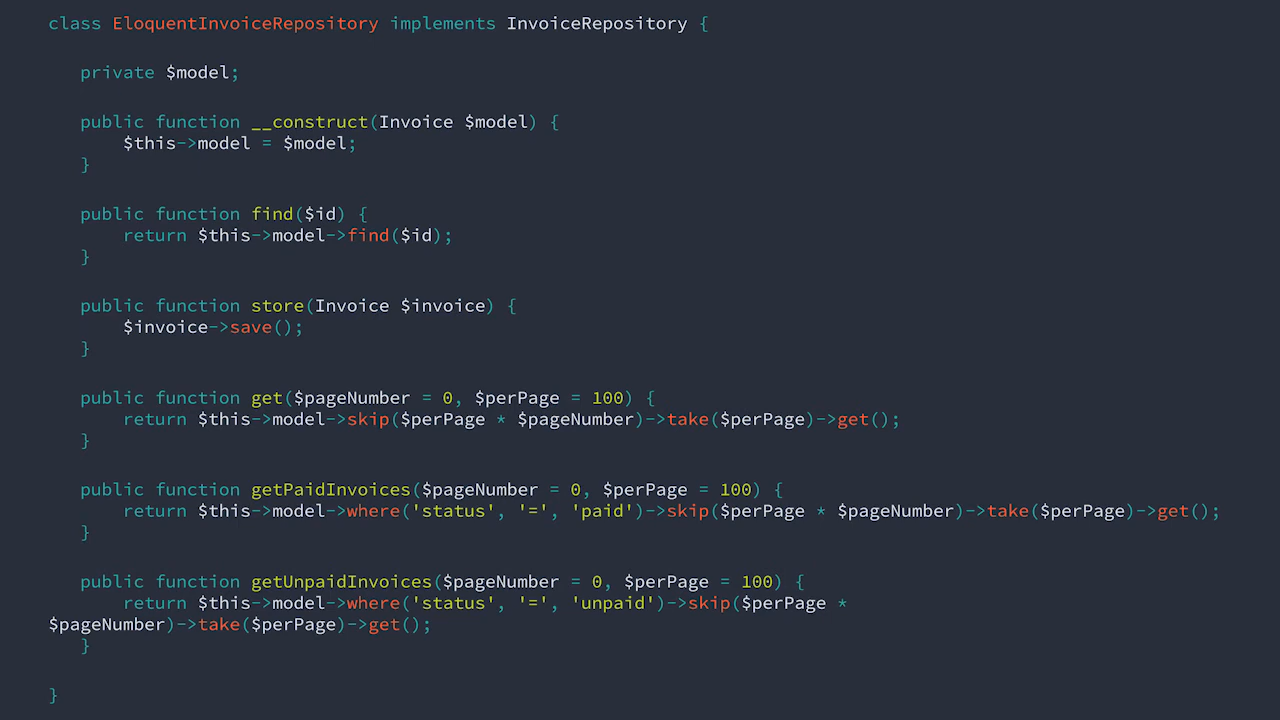 class EloquentInvoiceRepository implements InvoiceRepository {
private $model;
public function __construct(Invoice $model) {
$this->model = $model;
}
public function find($id) {
return $this->model->find($id);
}
public function store(Invoice $invoice) {
$invoice->save();
}
public function get($pageNumber = 0, $perPage = 100) {
return $this->model->skip($perPage * $pageNumber)->take($perPage)->get();
}
public function getPaidInvoices($pageNumber = 0, $perPage = 100) {
return $this->model->where('status', '=', 'paid')->skip($perPage * $pageNumber)->take($perPage)->get();
}
public function getUnpaidInvoices($pageNumber = 0, $perPage = 100) {
return $this->model->where('status', '=', 'unpaid')->skip($perPage *
$pageNumber)->take($perPage)->get();
}
}